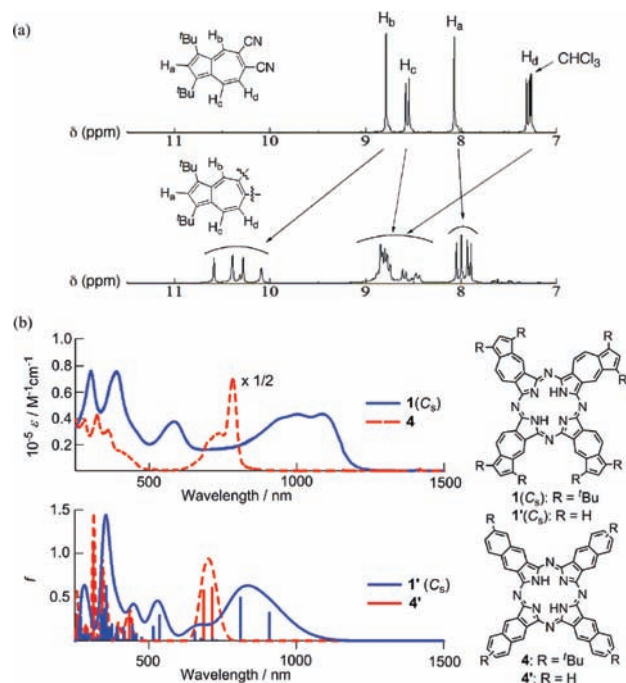 (a)
tBu
CN
Hb
Ha
CN
tBu
Hc
Hd
Hb
Hc
Ha
Hd
CHCl3
δ (ppm)
11 10 9 8 7
tBu
Hb
Ha
tBu
Hc
Hd
δ (ppm)
11 10 9 8 7
(b)
10-5 ε / M-1cm-1
1.0
0.8
0.6
0.4
0.2
x 1/2
1(Cs)
4
500 1000 1500
Wavelength / nm
f
1.5
1.0
0.5
1' (Cs)
4'
500 1000 1500
Wavelength / nm
R R R R
N N N
N HN
N N
NH N
N N N
R R R R
1(Cs): R = tBu
1'(Cs): R = H
R R
N N N
NH N
N N
N HN
N N N
R R
4: R = tBu
4': R = H